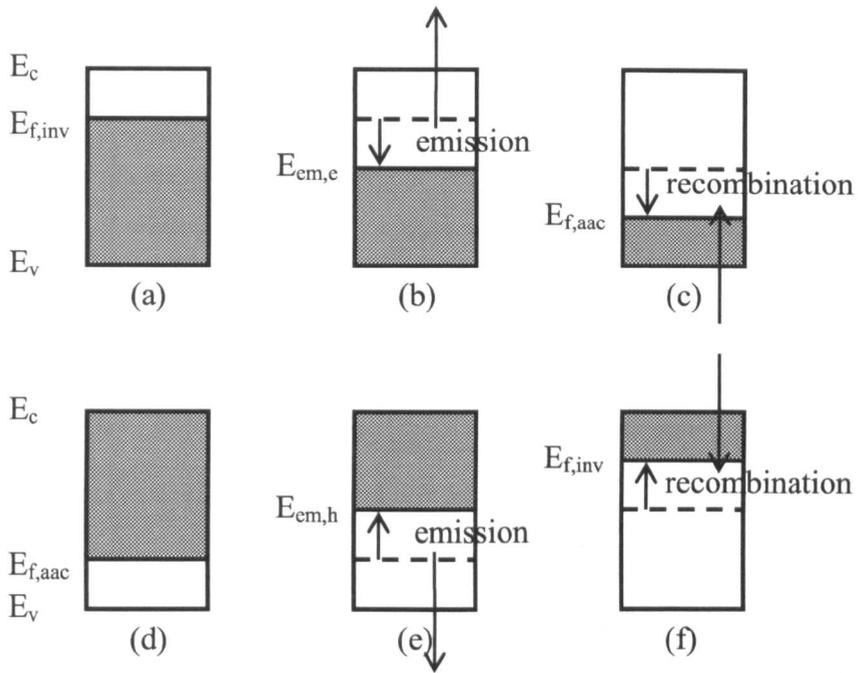 E_c
E_f,inv
E_v
emission
E_em,e
recombination
E_f,aac
(a)
(b)
(c)
E_c
E_f,aac
E_v
E_em,h
emission
E_f,inv
recombination
(d)
(e)
(f)